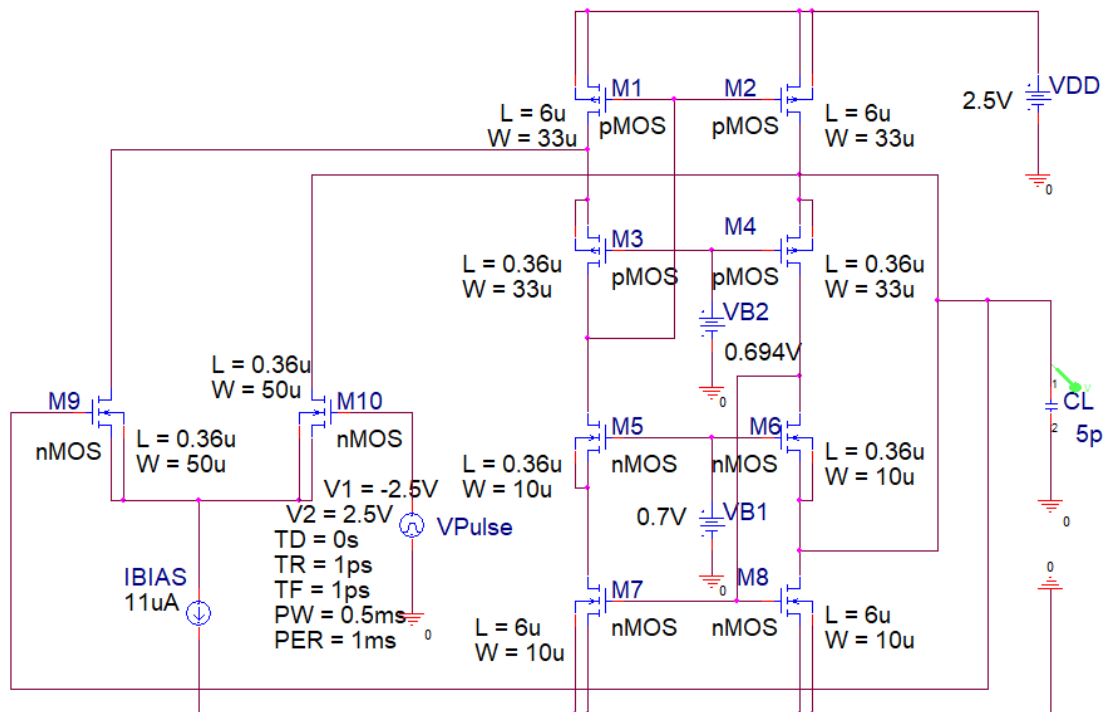 M1
M2
VDD
2.5V
L = 6u
W = 33u
pMOS
pMOS
L = 6u
W = 33u
0
M3
M4
L = 0.36u
W = 33u
pMOS
pMOS
L = 0.36u
W = 33u
VB2
0.694V
0
L = 0.36u
W = 50u
M9
M10
nMOS
L = 0.36u
W = 50u
nMOS
M5
M6
nMOS
nMOS
L = 0.36u
W = 10u
L = 0.36u
W = 10u
1
CL
2
5p
0
V1 = -2.5V
V2 = 2.5V
TD = 0s
TR = 1ps
TF = 1ps
PW = 0.5ms
PER = 1ms
VPulse
0
0.7V
VB1
0
IBIAS
11uA
M7
M8
nMOS
nMOS
L = 6u
W = 10u
L = 6u
W = 10u
0